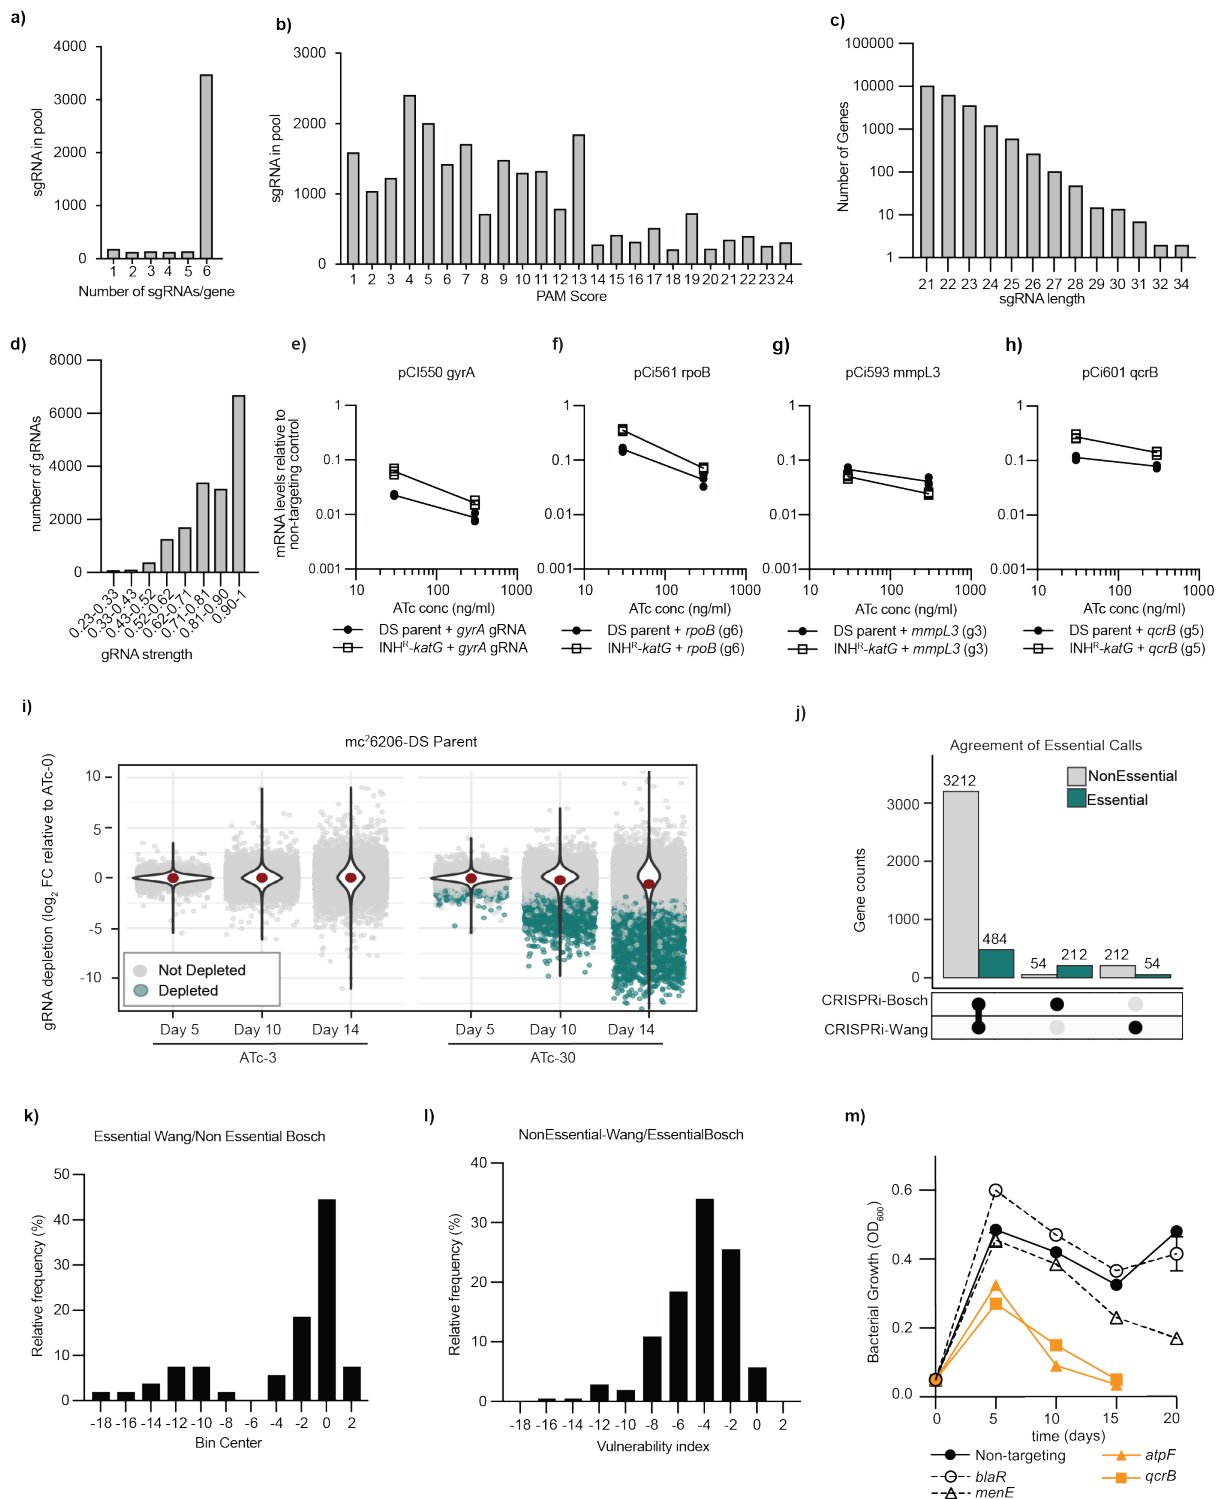 a)
sgRNA in pool
4000
3000
2000
1000
0
1 2 3 4 5 6
Number of sgRNAs/gene
b)
sgRNA in pool
3000
2000
1000
0
1 2 3 4 5 6 7 8 9 10 11 12 13 14 15 16 17 18 19 20 21 22 23 24
PAM Score
c)
Number of Genes
100000
10000
1000
100
10
1
21 22 23 24 25 26 27 28 29 30 31 32 34
sgRNA length
d)
numberr of gRNAs
8000
6000
4000
2000
0
0.23-0.33
0.33-0.43
0.43-0.52
0.52-0.62
0.62-0.71
0.71-0.81
0.81-0.90
0.90-1
gRNA strength
e)
pCI550 gyrA
mRNA levels relative to
non-targeting control
1
0.1
0.01
0.001
10 100 1000
ATc conc (ng/ml)
DS parent + gyrA gRNA
INHR-katG + gyrA gRNA
f)
pCi561 rpoB
1
0.1
0.01
0.001
10 100 1000
ATc conc (ng/ml)
DS parent + rpoB (g6)
INHR-katG + rpoB (g6)
g)
pCi593 mmpL3
1
0.1
0.01
0.001
10 100 1000
ATc conc (ng/ml)
DS parent + mmpL3 (g3)
INHR-katG + mmpL3 (g3)
h)
pCi601 qcrB
1
0.1
0.01
0.001
10 100 1000
ATc conc (ng/ml)
DS parent + qcrB (g5)
INHR-katG + qcrB (g5)
i)
mc²6206-DS Parent
gRNA depletion (log2 FC relative to ATc-0)
10
5
0
-5
-10
Not Depleted
Depleted
Day 5 Day 10 Day 14 Day 5 Day 10 Day 14
ATc-3 ATc-30
j)
Agreement of Essential Calls
NonEssential
Essential
Gene counts
3000
2000
1000
0
3212
484
54 212
212 54
CRISPRi-Bosch
CRISPRi-Wang
k)
Essential Wang/Non Essential Bosch
Relative frequency (%)
50
40
30
20
10
0
-18 -16 -14 -12 -10 -8 -6 -4 -2 0 2
Bin Center
l)
NonEssential-Wang/EssentialBosch
Relative frequency (%)
40
30
20
10
0
-18 -16 -14 -12 -10 -8 -6 -4 -2 0 2
Vulnerability index
m)
Bacterial Growth (OD600)
0.6
0.4
0.2
0.0
0 5 10 15 20
time (days)
Non-targeting
blaR
menE
atpF
qcrB